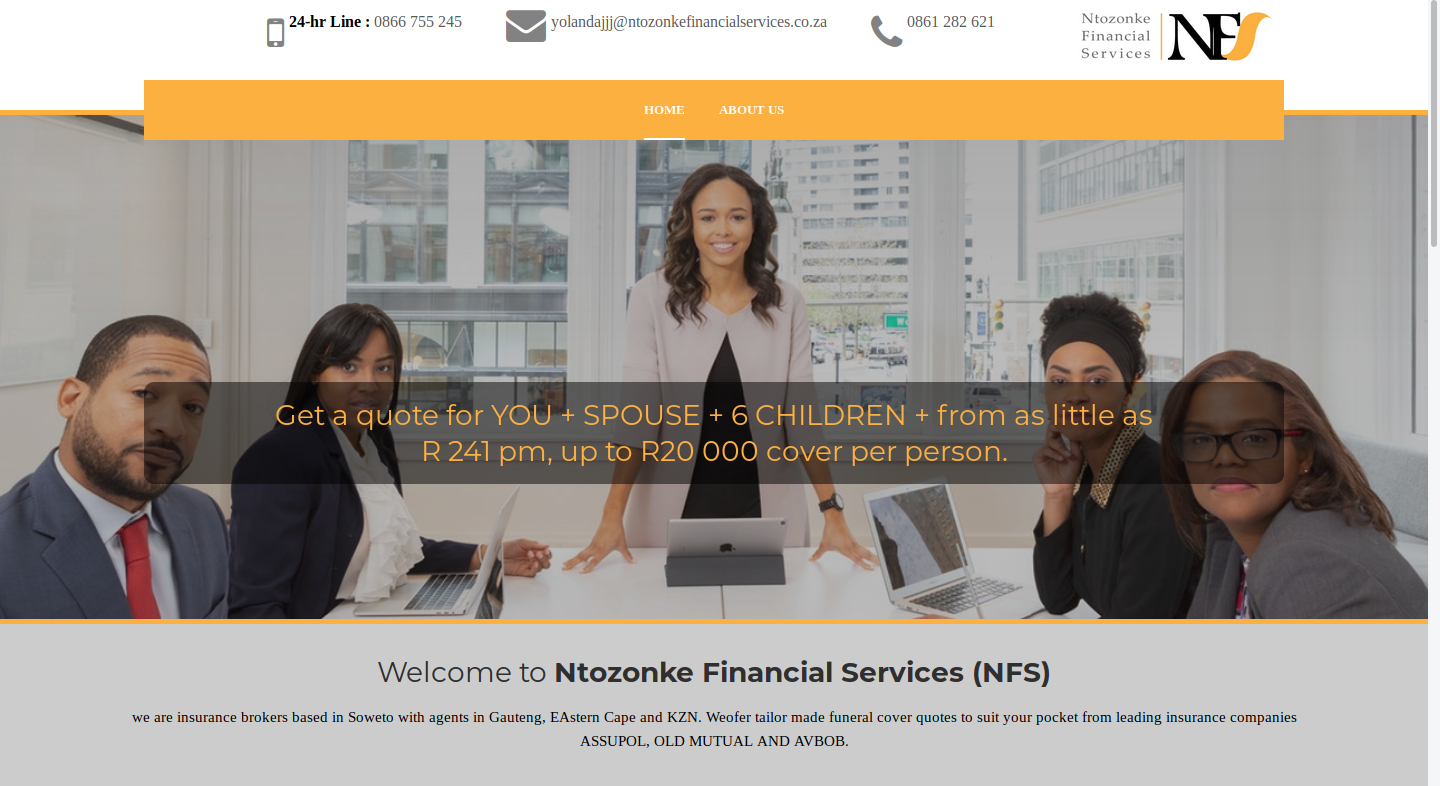 24-hr Line : 0866 755 245
yolandajjj@ntozonkefinancialservices.co.za
0861 282 621
Ntozonke
Financial
Services
NFS
HOME
ABOUT US
Get a quote for YOU + SPOUSE + 6 CHILDREN + from as little as
R 241 pm, up to R20 000 cover per person.
Welcome to Ntozonke Financial Services (NFS)
we are insurance brokers based in Soweto with agents in Gauteng, EAstern Cape and KZN. Weofer tailor made funeral cover quotes to suit your pocket from leading insurance companies
ASSUPOL, OLD MUTUAL AND AVBOB.